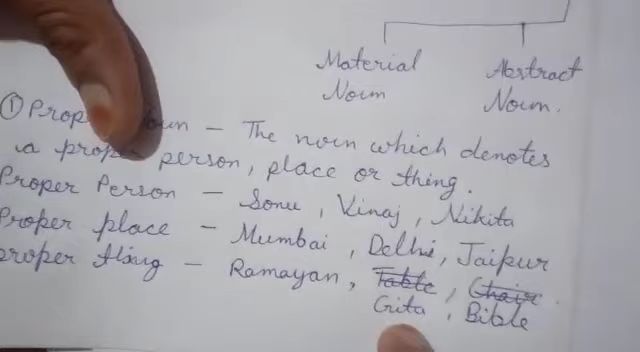 Material Abstract
Noun Noun.
① Prop oun – The noun which denotes
a proper person, place or thing.
Proper Person – Sonu, Vinaj, Nikita
Proper place – Mumbai, Delhi, Jaipur
proper thing – Ramayan, Table, Chair.
Gita, Bible